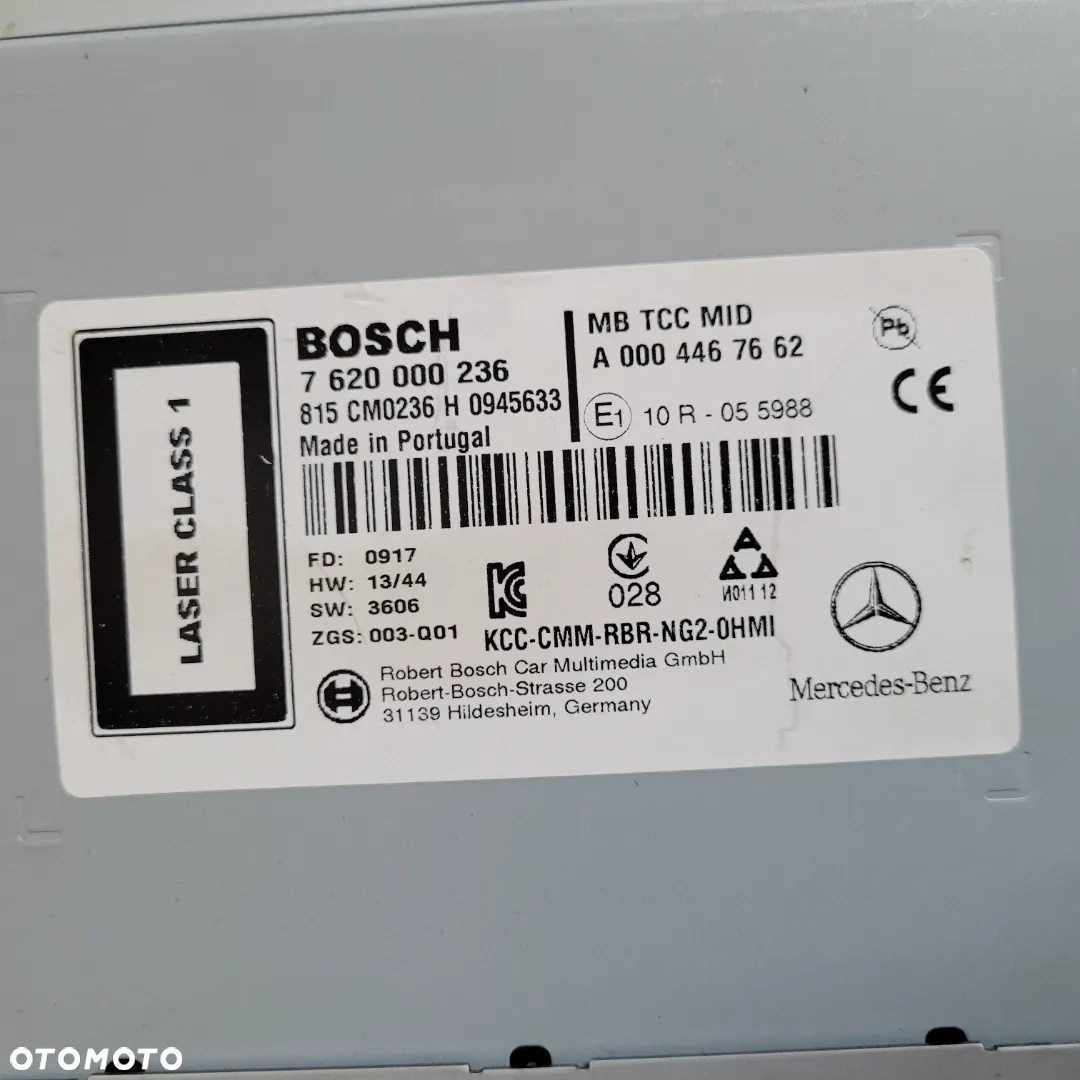 LASER CLASS 1
BOSCH
7 620 000 236
815 CM0236 H 0945633
Made in Portugal
MB TCC MID
A 000 446 76 62
E1 10 R - 05 5988
Pb
CE
FD: 0917
HW: 13/44
SW: 3606
ZGS: 003-Q01
028
И011 12
KCC-CMM-RBR-NG2-0HMI
Robert Bosch Car Multimedia GmbH
Robert-Bosch-Strasse 200
31139 Hildesheim, Germany
Mercedes-Benz
OTOMOTO